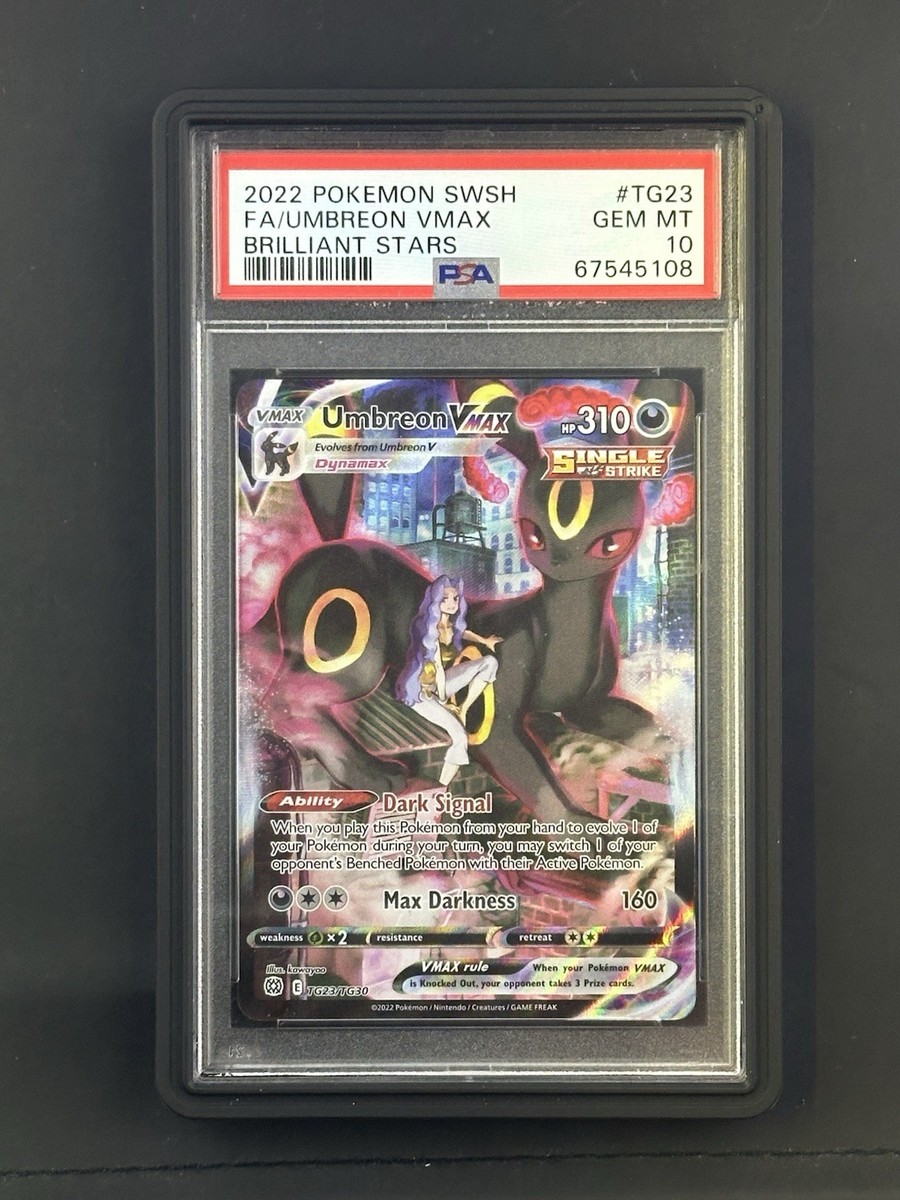 2022 POKEMON SWSH #TG23
FA/UMBREON VMAX GEM MT
BRILLIANT STARS 10
PSA 67545108
VMAX Umbreon VMAX HP 310
Evolves from Umbreon V
Dynamax
SINGLE
STRIKE
Ability Dark Signal
When you play this Pokémon from your hand to evolve 1 of
your Pokémon during your turn, you may switch 1 of your
opponent's Benched Pokémon with their Active Pokémon.
Max Darkness 160
weakness ×2 resistance retreat
Illus. kawayoo
VMAX rule When your Pokémon VMAX
is Knocked Out, your opponent takes 3 Prize cards.
E TG23/TG30
©2022 Pokémon / Nintendo / Creatures / GAME FREAK